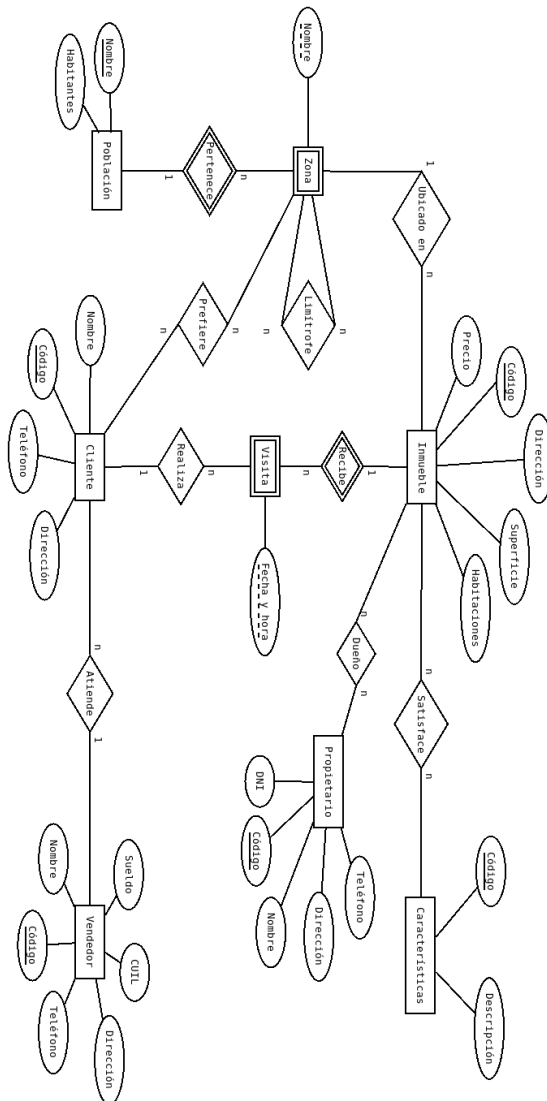 Nombre
Habitantes
Población
1
Pertenece
n
Nombre
Zona
1
Ubicado en
n
Limítrofe
n
n
Prefiere
n
n
Nombre
Código
Teléfono
Dirección
Cliente
1
Realiza
n
Visita
Fecha y hora
n
Recibe
1
Inmueble
Precio
Código
Dirección
Superficie
Habitaciones
n
Dueño
n
n
Satisface
n
n
Atiende
1
Propietario
DNI
Código
Nombre
Dirección
Teléfono
Características
Código
Descripción
Vendedor
Nombre
Código
Teléfono
Dirección
CUIL
Sueldo